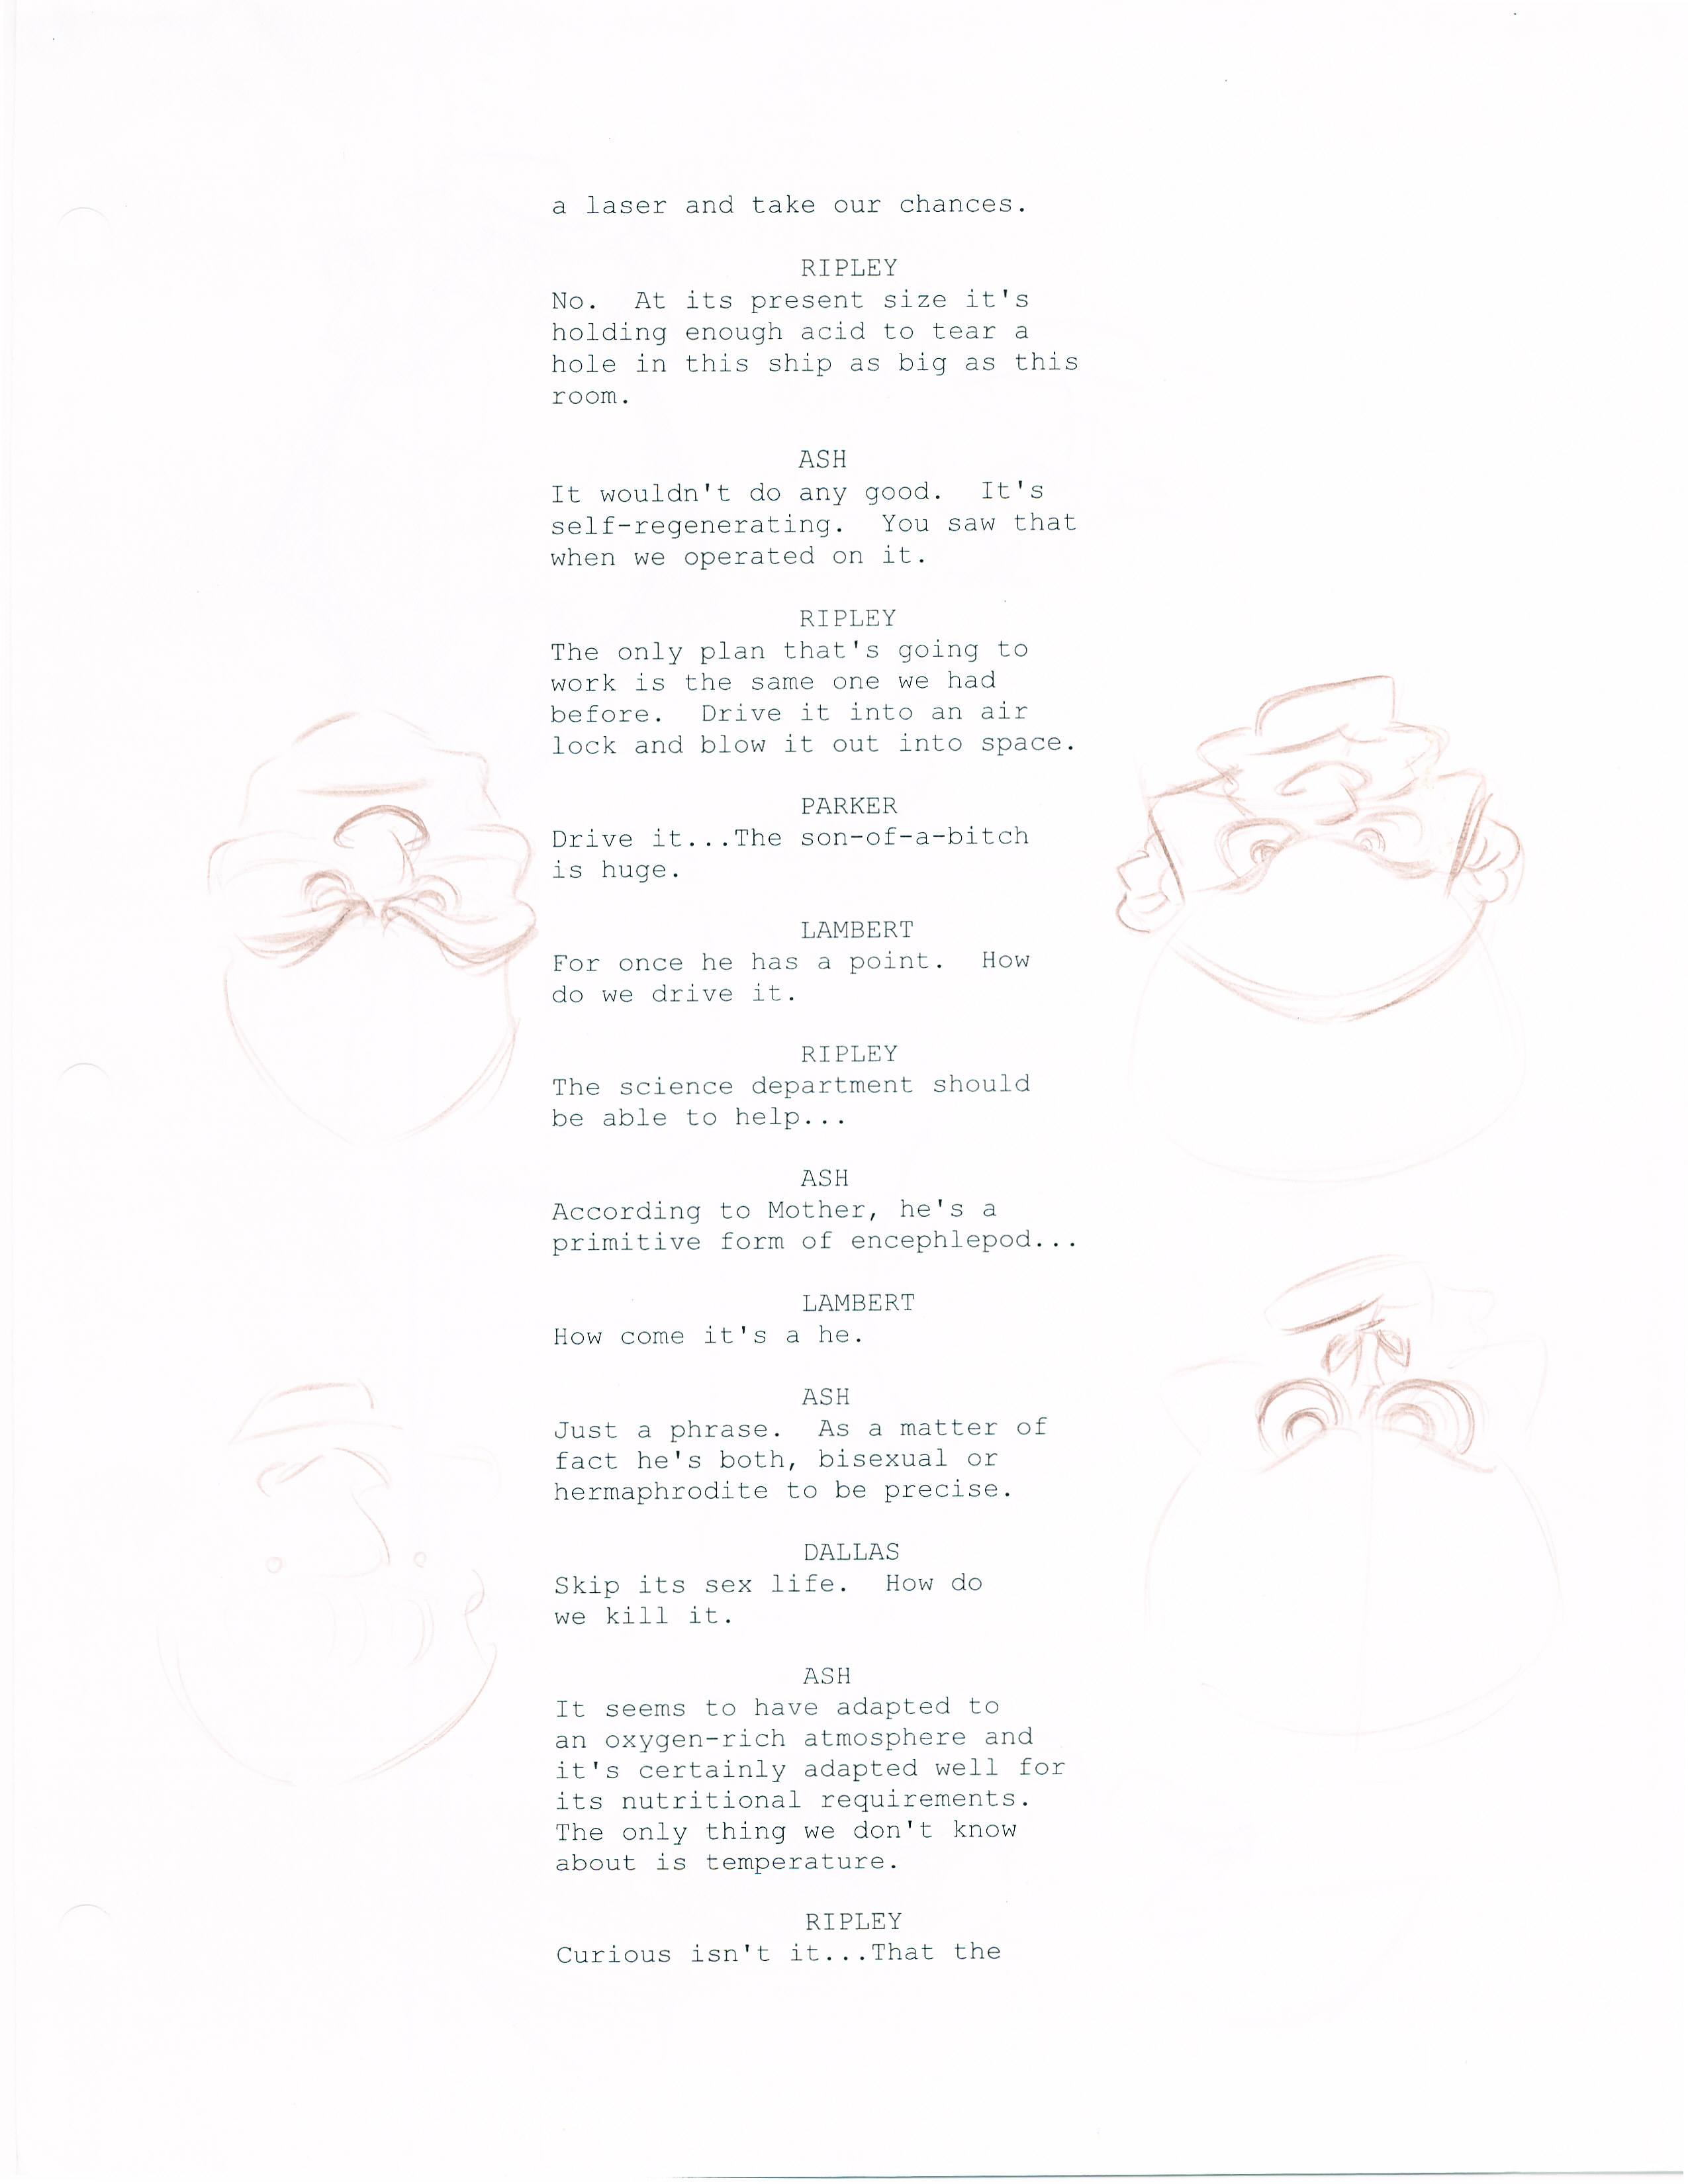 a laser and take our chances.
RIPLEY
No.  At its present size it's
holding enough acid to tear a
hole in this ship as big as this
room.
ASH
It wouldn't do any good.  It's
self-regenerating.  You saw that
when we operated on it.
RIPLEY
The only plan that's going to
work is the same one we had
before.  Drive it into an air
lock and blow it out into space.
PARKER
Drive it...The son-of-a-bitch
is huge.
LAMBERT
For once he has a point.  How
do we drive it.
RIPLEY
The science department should
be able to help...
ASH
According to Mother, he's a
primitive form of encephlepod...
LAMBERT
How come it's a he.
ASH
Just a phrase.  As a matter of
fact he's both, bisexual or
hermaphrodite to be precise.
DALLAS
Skip its sex life.  How do
we kill it.
ASH
It seems to have adapted to
an oxygen-rich atmosphere and
it's certainly adapted well for
its nutritional requirements.
The only thing we don't know
about is temperature.
RIPLEY
Curious isn't it...That the